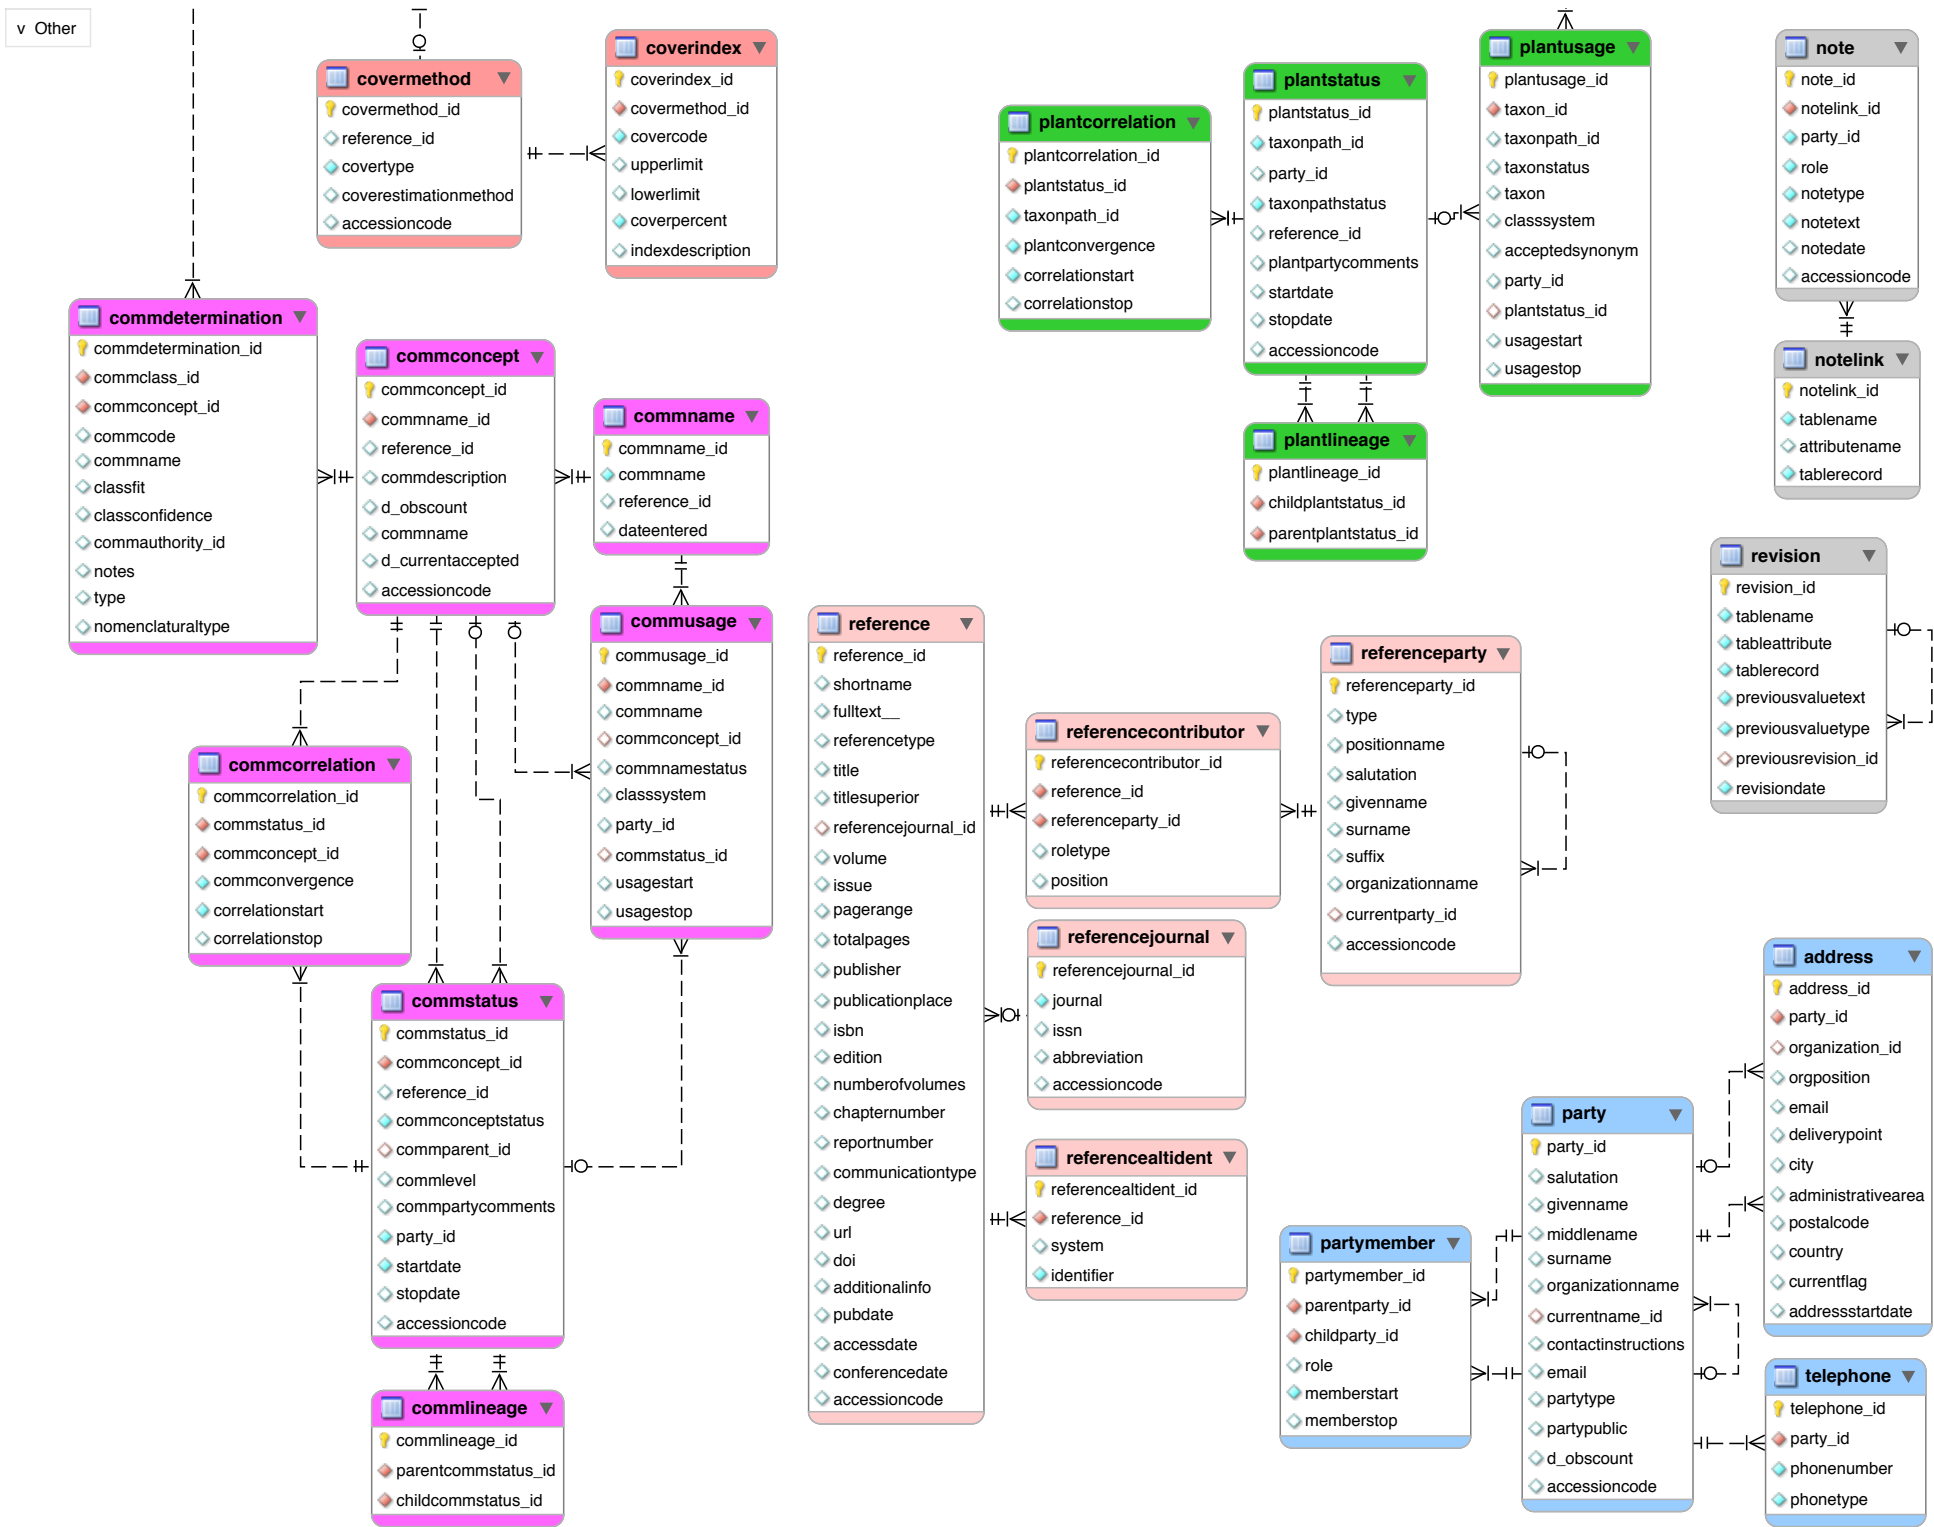 v Other
covermethod
covermethod_id
reference_id
covertype
coverestimationmethod
accessioncode
coverindex
coverindex_id
covermethod_id
covercode
upperlimit
lowerlimit
coverpercent
indexdescription
plantcorrelation
plantcorrelation_id
plantstatus_id
taxonpath_id
plantconvergence
correlationstart
correlationstop
plantstatus
plantstatus_id
taxonpath_id
party_id
taxonpathstatus
reference_id
plantpartycomments
startdate
stopdate
accessioncode
plantusage
plantusage_id
taxon_id
taxonpath_id
taxonstatus
taxon
classsystem
acceptedsynonym
party_id
plantstatus_id
usagestart
usagestop
note
note_id
notelink_id
party_id
role
notetype
notetext
notedate
accessioncode
notelink
notelink_id
tablename
attributename
tablerecord
plantlineage
plantlineage_id
childplantstatus_id
parentplantstatus_id
commdetermination
commdetermination_id
commclass_id
commconcept_id
commcode
commname
classfit
classconfidence
commauthority_id
notes
type
nomenclaturaltype
commconcept
commconcept_id
commname_id
reference_id
commdescription
d_obscount
commname
d_currentaccepted
accessioncode
commname
commname_id
commname
reference_id
dateentered
commusage
commusage_id
commname_id
commname
commconcept_id
commnamestatus
classsystem
party_id
commstatus_id
usagestart
usagestop
commcorrelation
commcorrelation_id
commstatus_id
commconcept_id
commconvergence
correlationstart
correlationstop
commstatus
commstatus_id
commconcept_id
reference_id
commconceptstatus
commparent_id
commlevel
commpartycomments
party_id
startdate
stopdate
accessioncode
commlineage
commlineage_id
parentcommstatus_id
childcommstatus_id
reference
reference_id
shortname
fulltext__
referencetype
title
titlesuperior
referencejournal_id
volume
issue
pagerange
totalpages
publisher
publicationplace
isbn
edition
numberofvolumes
chapternumber
reportnumber
communicationtype
degree
url
doi
additionalinfo
pubdate
accessdate
conferencedate
accessioncode
referencecontributor
referencecontributor_id
reference_id
referenceparty_id
roletype
position
referencejournal
referencejournal_id
journal
issn
abbreviation
accessioncode
referencealtident
referencealtident_id
reference_id
system
identifier
referenceparty
referenceparty_id
type
positionname
salutation
givenname
surname
suffix
organizationname
currentparty_id
accessioncode
revision
revision_id
tablename
tableattribute
tablerecord
previousvaluetext
previousvaluetype
previousrevision_id
revisiondate
partymember
partymember_id
parentparty_id
childparty_id
role
memberstart
memberstop
party
party_id
salutation
givenname
middlename
surname
organizationname
currentname_id
contactinstructions
email
partytype
partypublic
d_obscount
accessioncode
address
address_id
party_id
organization_id
orgposition
email
deliverypoint
city
administrativearea
postalcode
country
currentflag
addressstartdate
telephone
telephone_id
party_id
phonenumber
phonetype